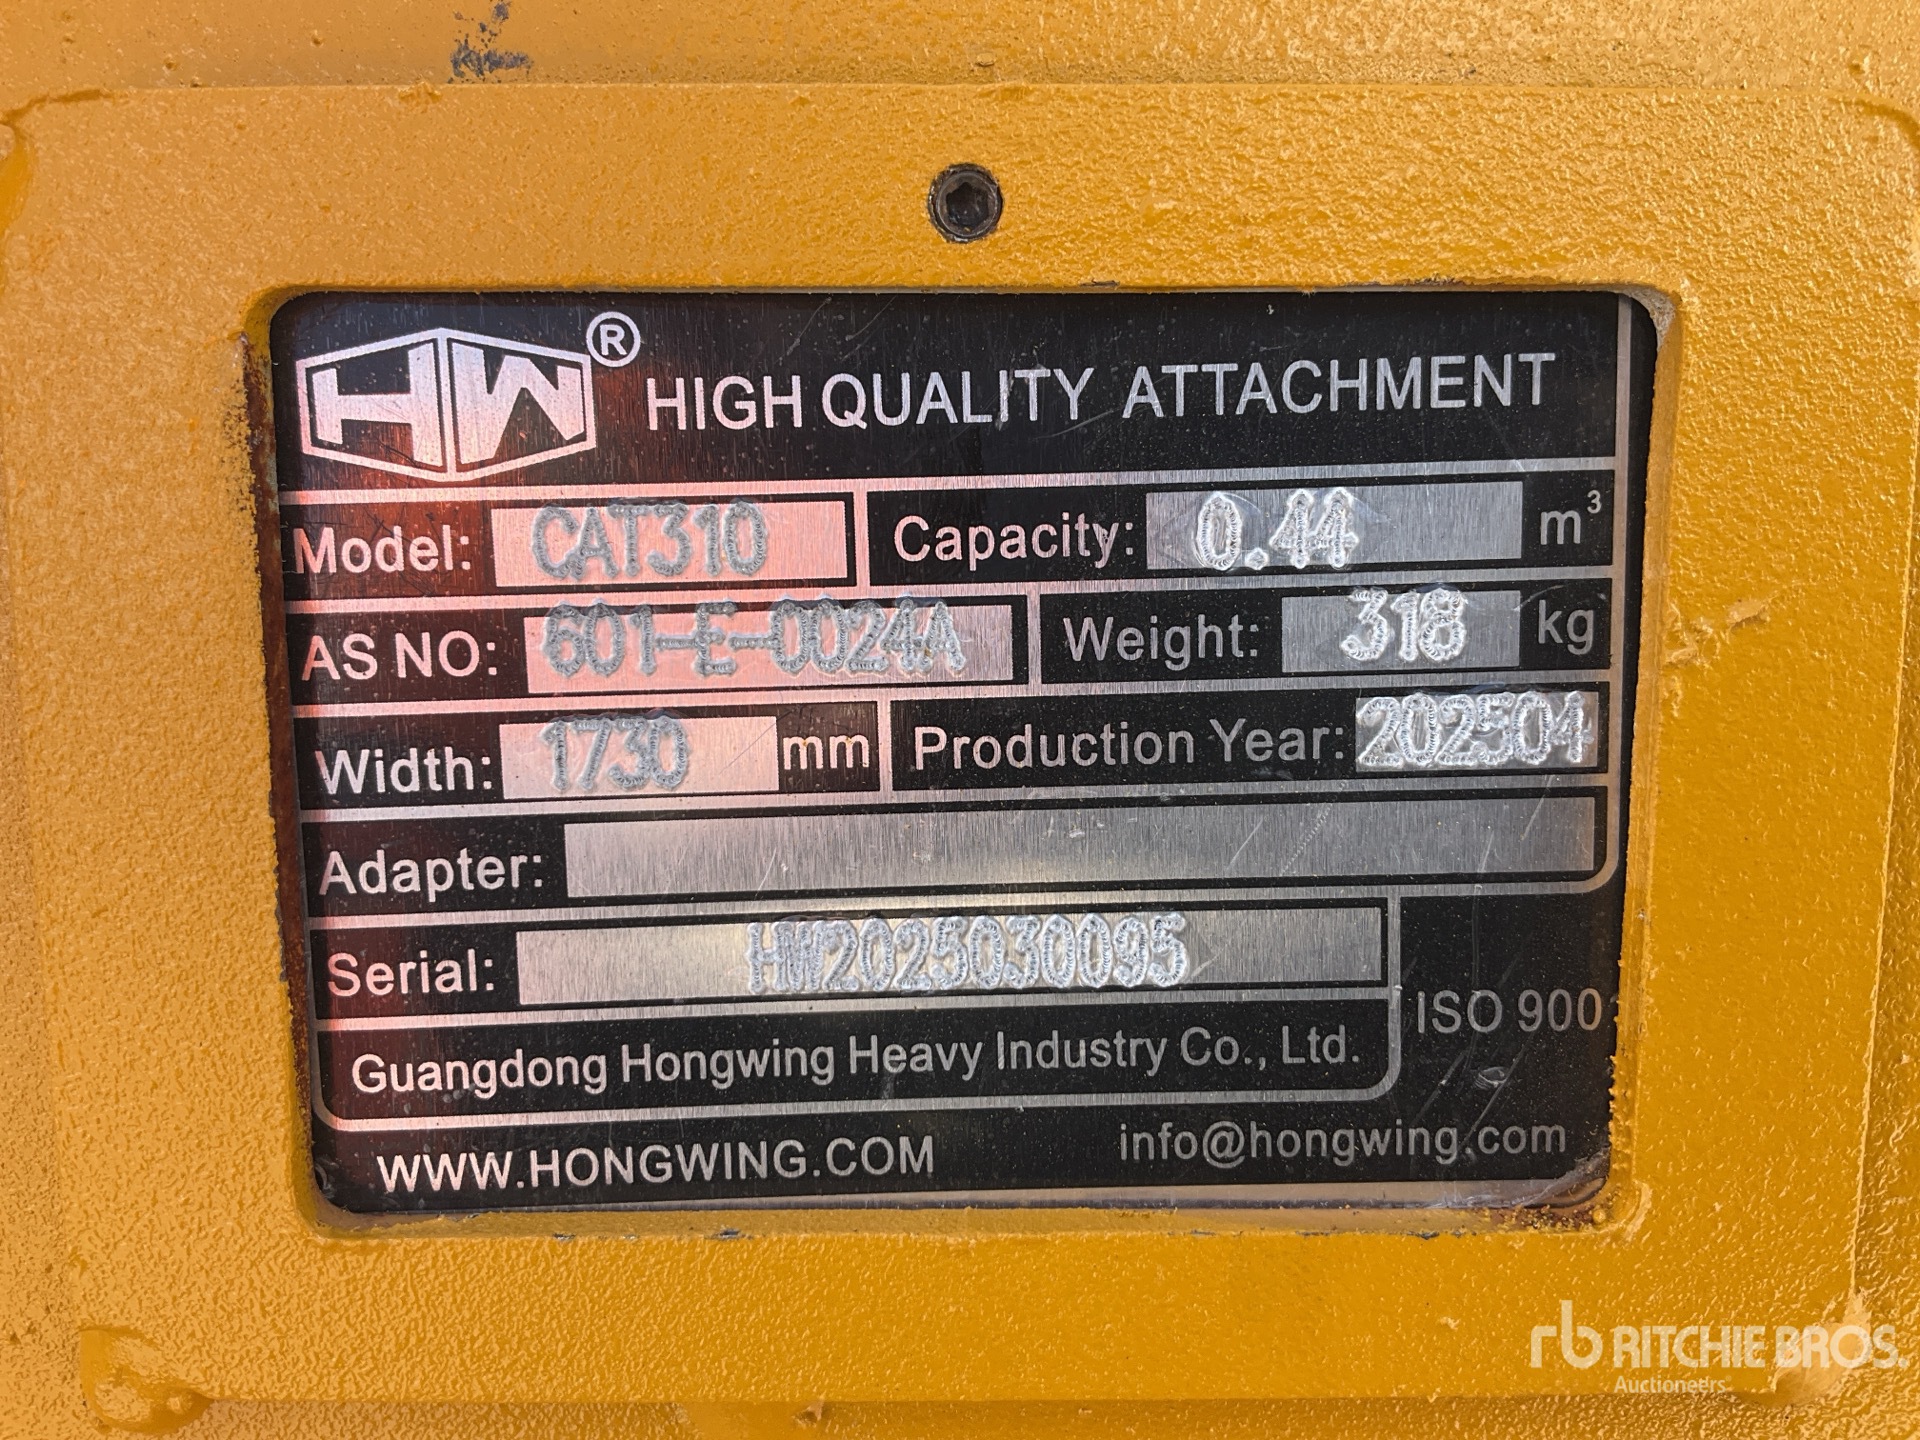 HW®
HIGH QUALITY ATTACHMENT
Model: CAT310
Capacity: 0.44 m³
AS NO: 601-E-0024A
Weight: 318 kg
Width: 1730 mm
Production Year: 202504
Adapter:
Serial: HW2025030095
Guangdong Hongwing Heavy Industry Co., Ltd.
ISO 900
WWW.HONGWING.COM
info@hongwing.com
rb RITCHIE BROS.
Auctioneers